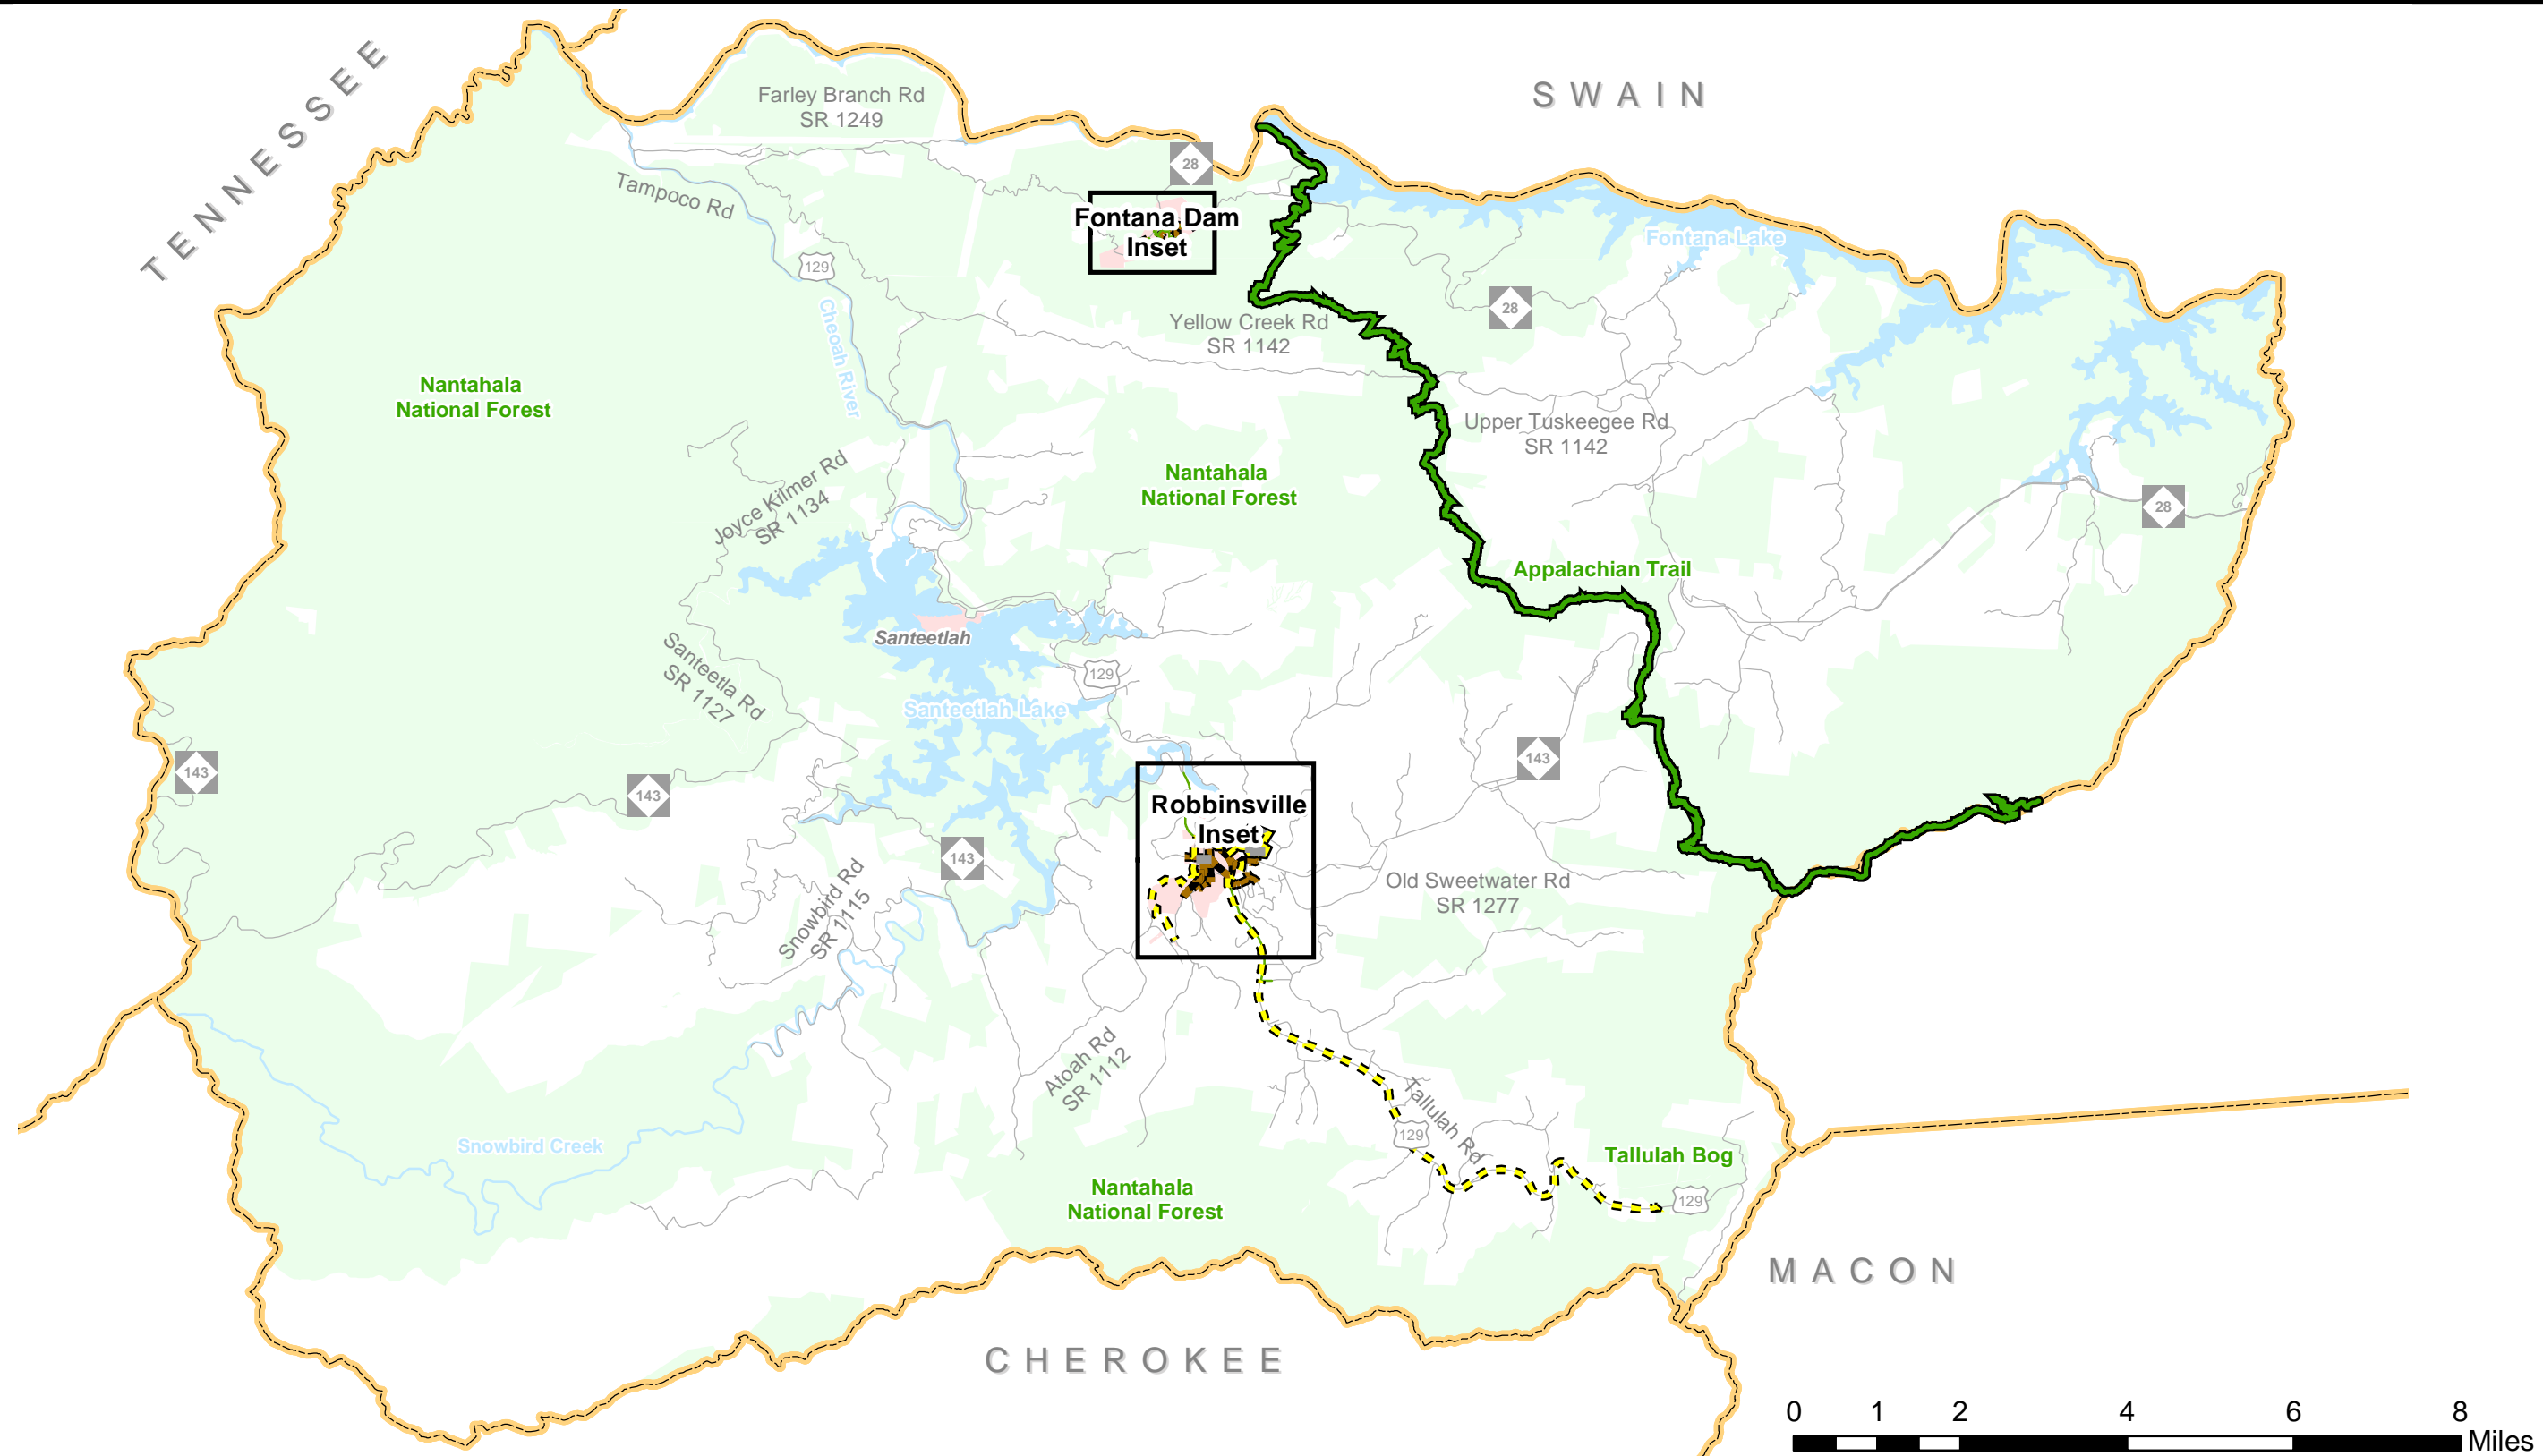 TENNESSEE
SWAIN
Farley Branch Rd
SR 1249
28
Tampoco Rd
Fontana Dam
Inset
129
Fontana Lake
Cheoah River
28
Yellow Creek Rd
SR 1142
Nantahala
National Forest
Upper Tuskeegee Rd
SR 1142
Joyce Kilmer Rd
SR 1134
Nantahala
National Forest
28
Appalachian Trail
Santeetlah
Santeetla Rd
SR 1127
129
Santeetlah Lake
143
143
143
Robbinsville
Inset
143
Snowbird Rd
SR 1115
Old Sweetwater Rd
SR 1277
Atoah Rd
SR 1112
Tallulah Rd
129
Snowbird Creek
Tallulah Bog
Nantahala
National Forest
129
MACON
CHEROKEE
0 1 2 4 6 8
Miles